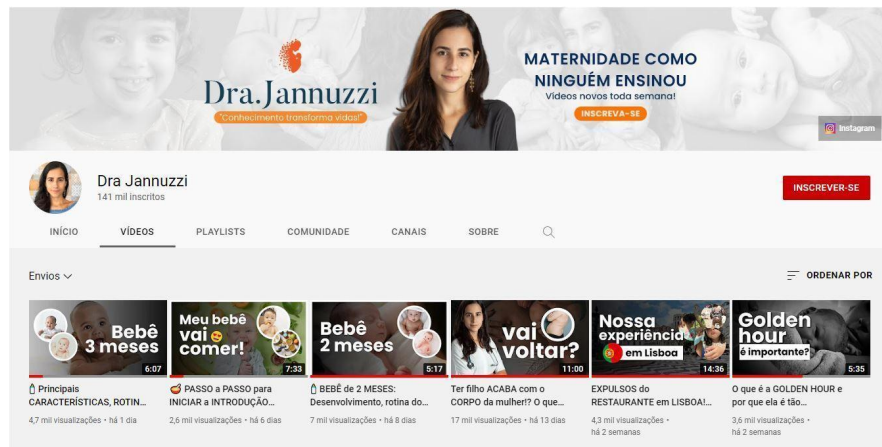 Dra.Jannuzzi
"Conhecimento transforma vidas!"
MATERNIDADE COMO
NINGUÉM ENSINOU
Vídeos novos toda semana!
INSCREVA-SE
Instagram
Dra Jannuzzi
141 mil inscritos
INSCREVER-SE
INÍCIO VÍDEOS PLAYLISTS COMUNIDADE CANAIS SOBRE
Envios
ORDENAR POR
Bebê
3 meses
6:07
Principais
CARACTERÍSTICAS, ROTIN...
4,7 mil visualizações • há 1 dia
Meu bebê
vai
comer!
7:33
PASSO a PASSO para
INICIAR a INTRODUÇÃO...
2,6 mil visualizações • há 6 dias
Bebê
2 meses
5:17
BEBÊ de 2 MESES:
Desenvolvimento, rotina do...
7 mil visualizações • há 8 dias
vai
voltar?
11:00
Ter filho ACABA com o
CORPO da mulher!? O que...
17 mil visualizações • há 13 dias
Nossa
experiência
em Lisboa
14:36
EXPULSOS do
RESTAURANTE em LISBOA!...
4,3 mil visualizações •
há 2 semanas
Golden
hour
é importante?
5:35
O que é a GOLDEN HOUR e
por que ela é tão...
3,6 mil visualizações •
há 2 semanas